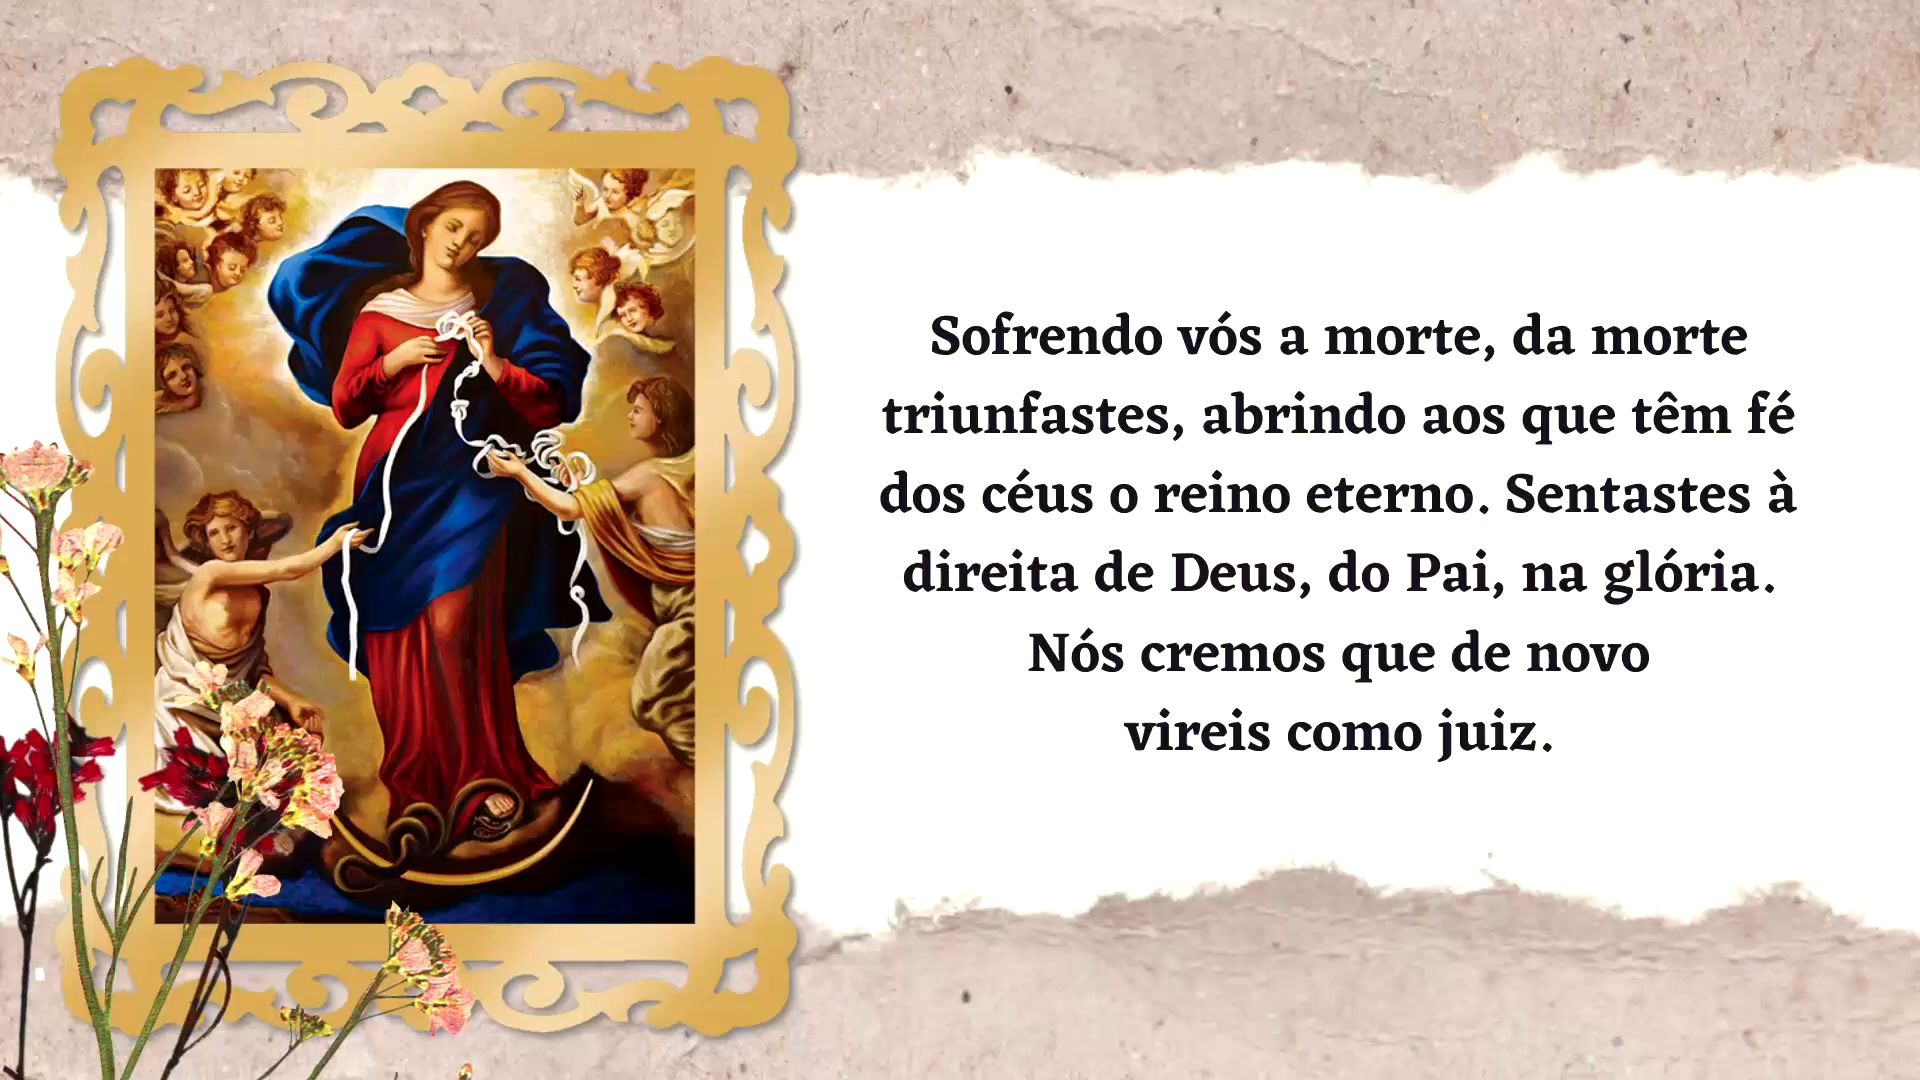 Sofrendo vós a morte, da morte
triunfastes, abrindo aos que têm fé
dos céus o reino eterno. Sentastes à
direita de Deus, do Pai, na glória.
Nós cremos que de novo
vireis como juiz.